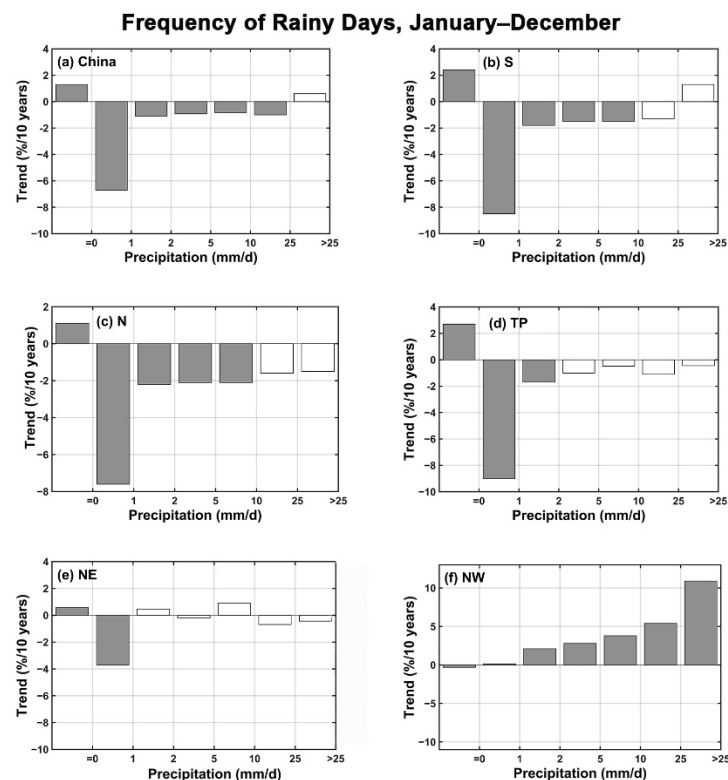 Frequency of Rainy Days, January–December
(a) China
Trend (%/10 years)
4
2
0
−2
−4
−6
−8
−10
=0 1 2 5 10 25 >25
Precipitation (mm/d)
(b) S
Trend (%/10 years)
4
2
0
−2
−4
−6
−8
−10
=0 1 2 5 10 25 >25
Precipitation (mm/d)
(c) N
Trend (%/10 years)
2
0
−2
−4
−6
−8
=0 1 2 5 10 25 >25
Precipitation (mm/d)
(d) TP
Trend (%/10 years)
4
2
0
−2
−4
−6
−8
−10
=0 1 2 5 10 25 >25
Precipitation (mm/d)
(e) NE
Trend (%/10 years)
4
2
0
−2
−4
−6
−8
−10
=0 1 2 5 10 25 >25
Precipitation (mm/d)
(f) NW
Trend (%/10 years)
10
5
0
−5
−10
=0 1 2 5 10 25 >25
Precipitation (mm/d)